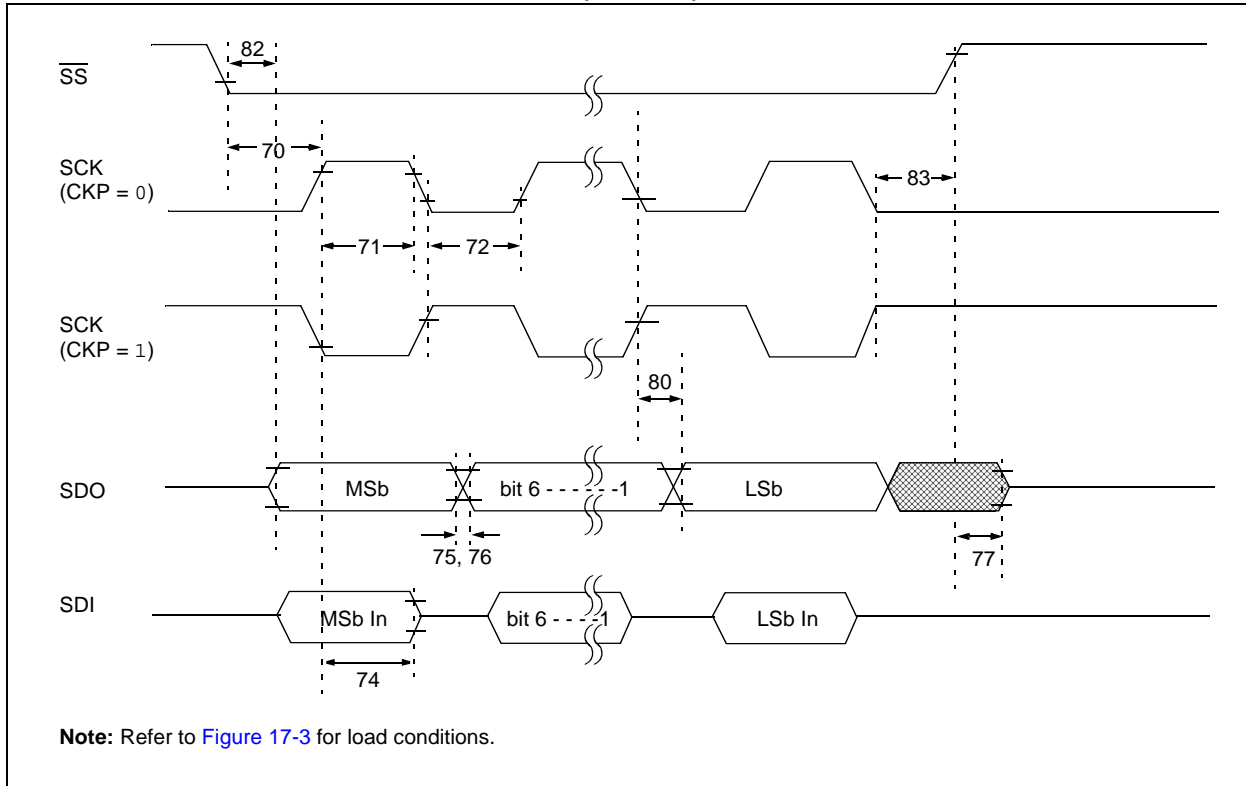 82
SS
70
SCK
(CKP = 0)
83
71
72
SCK
(CKP = 1)
80
SDO
MSb
bit 6 - - - - - -1
LSb
75, 76
77
SDI
MSb In
bit 6 - - - -1
LSb In
74
Note: Refer to Figure 17-3 for load conditions.